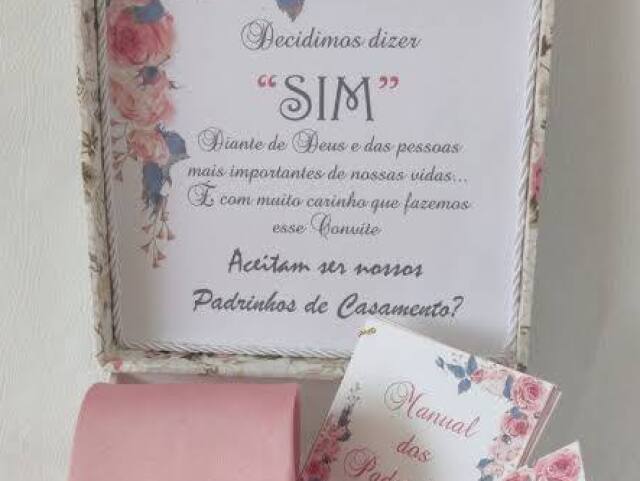 Decidimos dizer
“SIM”
Diante de Deus e das pessoas
mais importantes de nossas vidas...
E com muito carinho que fazemos
esse Convite
Aceitam ser nossos
Padrinhos de Casamento?
Manual
dos